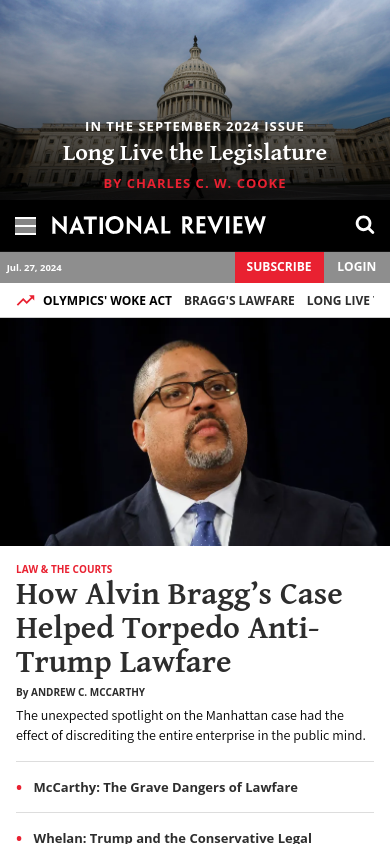 IN THE SEPTEMBER 2024 ISSUE
Long Live the Legislature
BY CHARLES C. W. COOKE
NATIONAL REVIEW
Jul. 27, 2024
SUBSCRIBE
LOGIN
OLYMPICS' WOKE ACT BRAGG'S LAWFARE LONG LIVE
LAW & THE COURTS
How Alvin Bragg’s Case
Helped Torpedo Anti-
Trump Lawfare
By ANDREW C. MCCARTHY
The unexpected spotlight on the Manhattan case had the
effect of discrediting the entire enterprise in the public mind.
McCarthy: The Grave Dangers of Lawfare
Whelan: Trump and the Conservative Legal